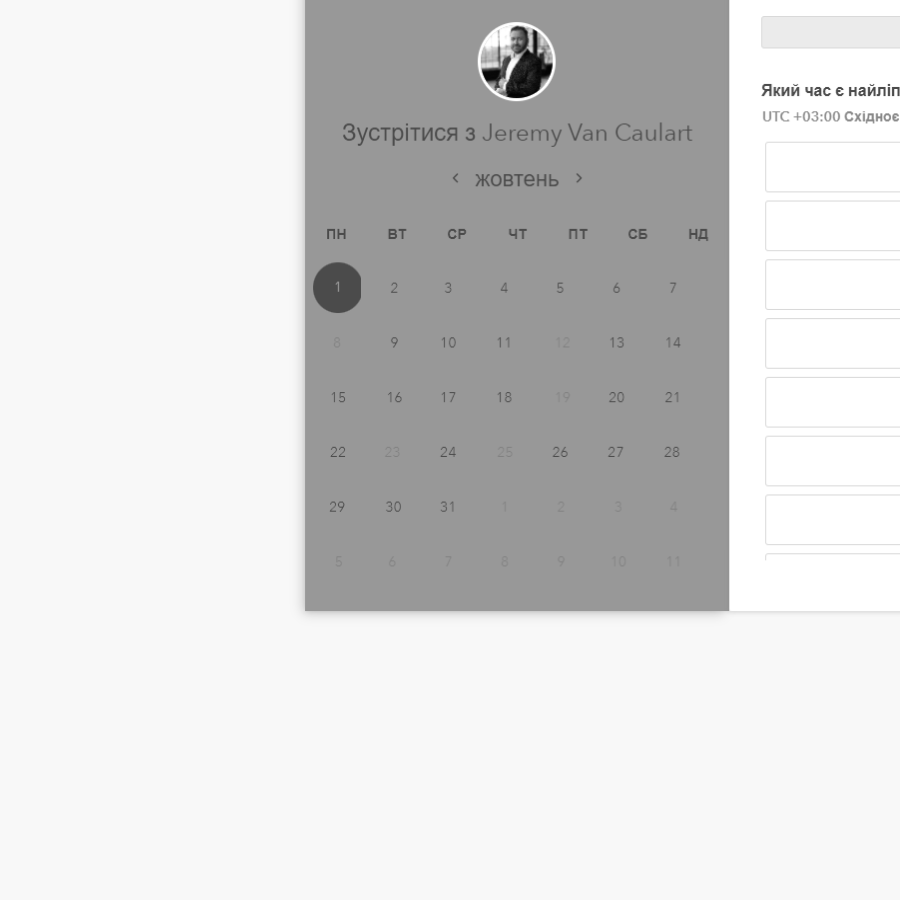 Зустрітися з Jeremy Van Caulart
‹ жовтень ›
ПН ВТ СР ЧТ ПТ СБ НД
1 2 3 4 5 6 7
8 9 10 11 12 13 14
15 16 17 18 19 20 21
22 23 24 25 26 27 28
29 30 31 1 2 3 4
5 6 7 8 9 10 11
Який час є найліп
UTC +03:00 Східноє